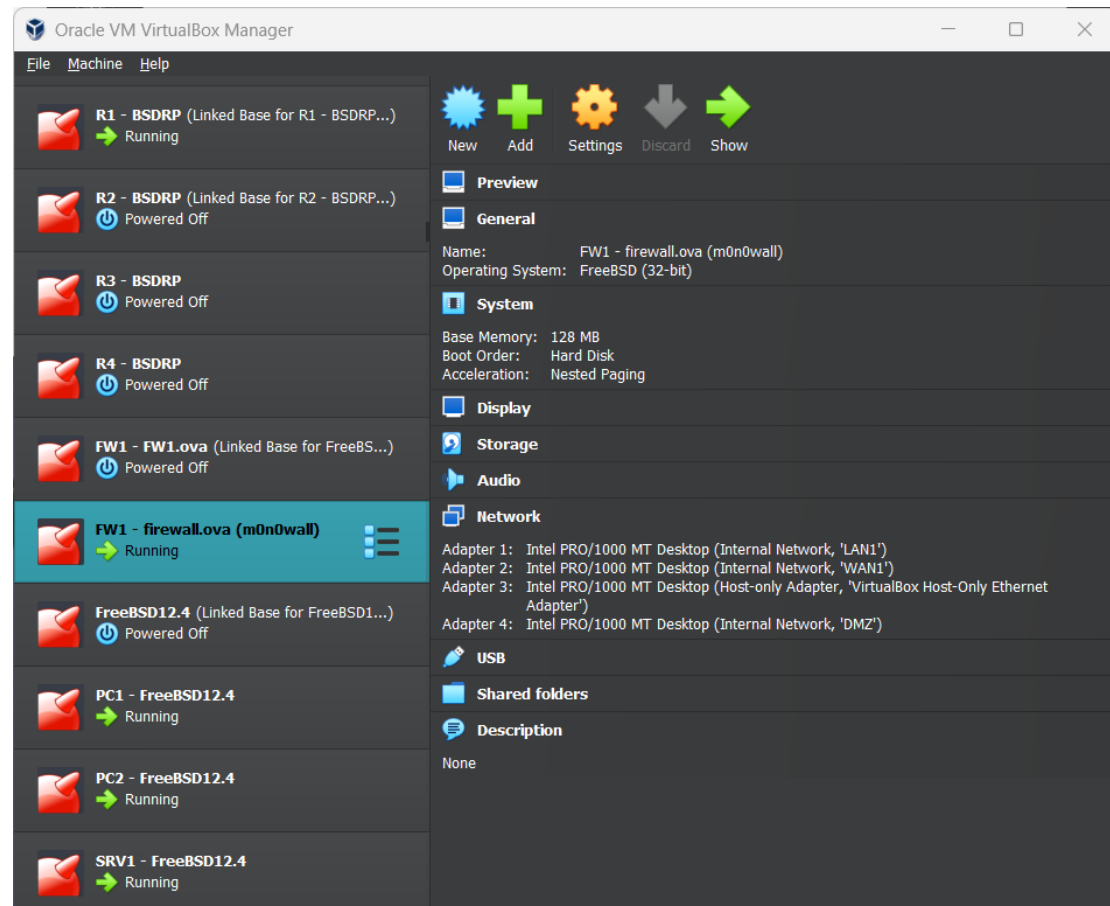 Oracle VM VirtualBox Manager
File Machine Help
R1 - BSDRP (Linked Base for R1 - BSDRP...)
Running
R2 - BSDRP (Linked Base for R2 - BSDRP...)
Powered Off
R3 - BSDRP
Powered Off
R4 - BSDRP
Powered Off
FW1 - FW1.ova (Linked Base for FreeBS...)
Powered Off
FW1 - firewall.ova (m0n0wall)
Running
FreeBSD12.4 (Linked Base for FreeBSD1...)
Powered Off
PC1 - FreeBSD12.4
Running
PC2 - FreeBSD12.4
Running
SRV1 - FreeBSD12.4
Running
New Add Settings Discard Show
Preview
General
Name: FW1 - firewall.ova (m0n0wall)
Operating System: FreeBSD (32-bit)
System
Base Memory: 128 MB
Boot Order: Hard Disk
Acceleration: Nested Paging
Display
Storage
Audio
Network
Adapter 1: Intel PRO/1000 MT Desktop (Internal Network, 'LAN1')
Adapter 2: Intel PRO/1000 MT Desktop (Internal Network, 'WAN1')
Adapter 3: Intel PRO/1000 MT Desktop (Host-only Adapter, 'VirtualBox Host-Only Ethernet
Adapter')
Adapter 4: Intel PRO/1000 MT Desktop (Internal Network, 'DMZ')
USB
Shared folders
Description
None